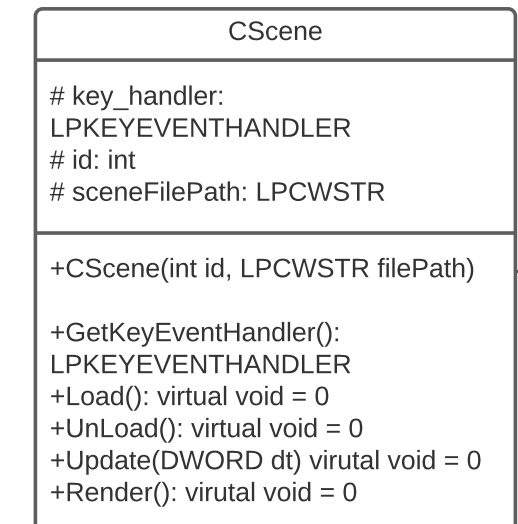 CScene
# key_handler:
LPKEYEVENTHANDLER
# id: int
# sceneFilePath: LPCWSTR
+CScene(int id, LPCWSTR filePath)
+GetKeyEventHandler():
LPKEYEVENTHANDLER
+Load(): virtual void = 0
+UnLoad(): virtual void = 0
+Update(DWORD dt) virutal void = 0
+Render(): virutal void = 0